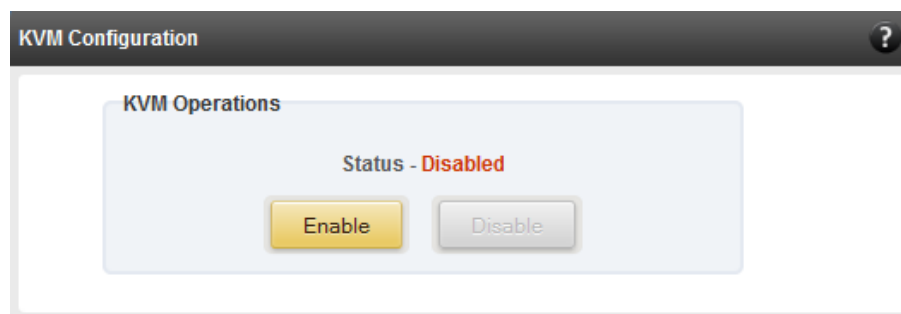 KVM Configuration
?
KVM Operations
Status - Disabled
Enable
Disable